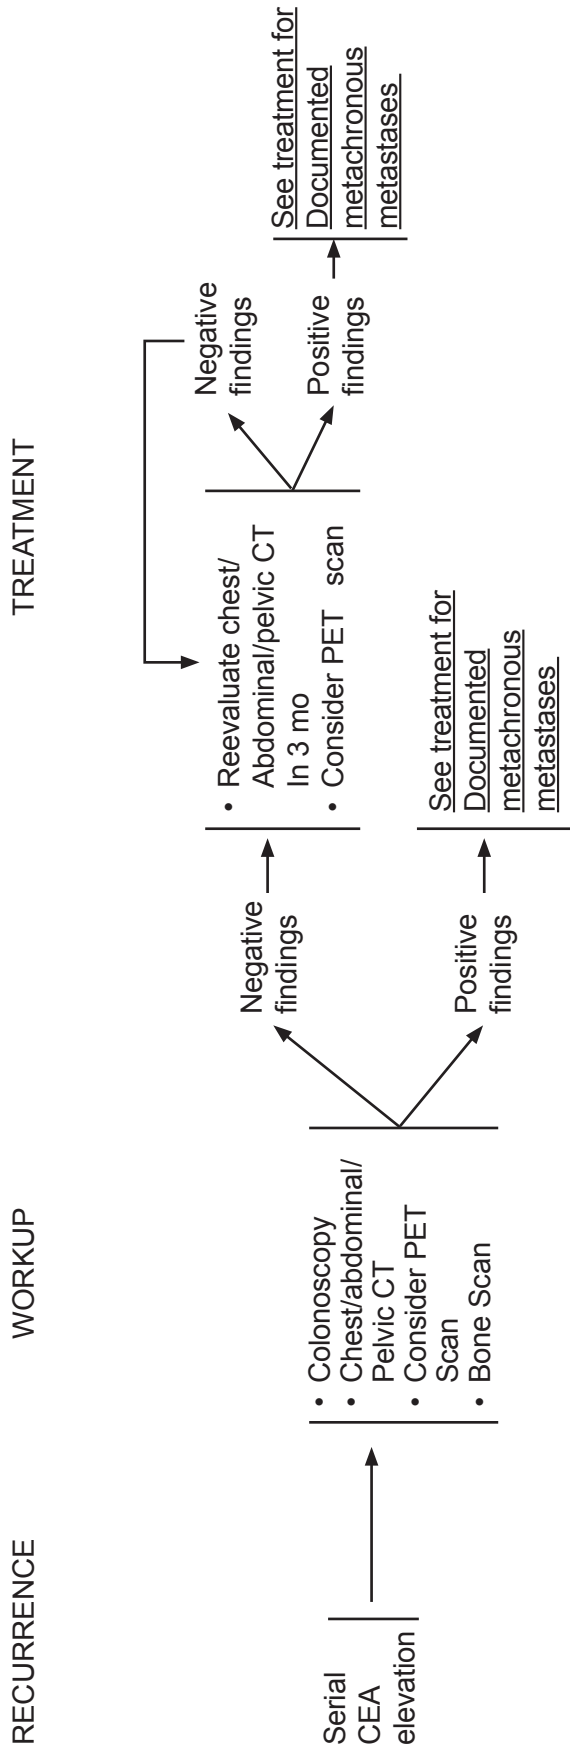 RECURRENCE
WORKUP
TREATMENT
Serial
CEA
elevation
• Colonoscopy
• Chest/abdominal/
Pelvic CT
• Consider PET
Scan
• Bone Scan
Negative
findings
Positive
findings
• Reevaluate chest/
Abdominal/pelvic CT
In 3 mo
• Consider PET scan
See treatment for
Documented
metachronous
metastases
Negative
findings
Positive
findings
See treatment for
Documented
metachronous
metastases